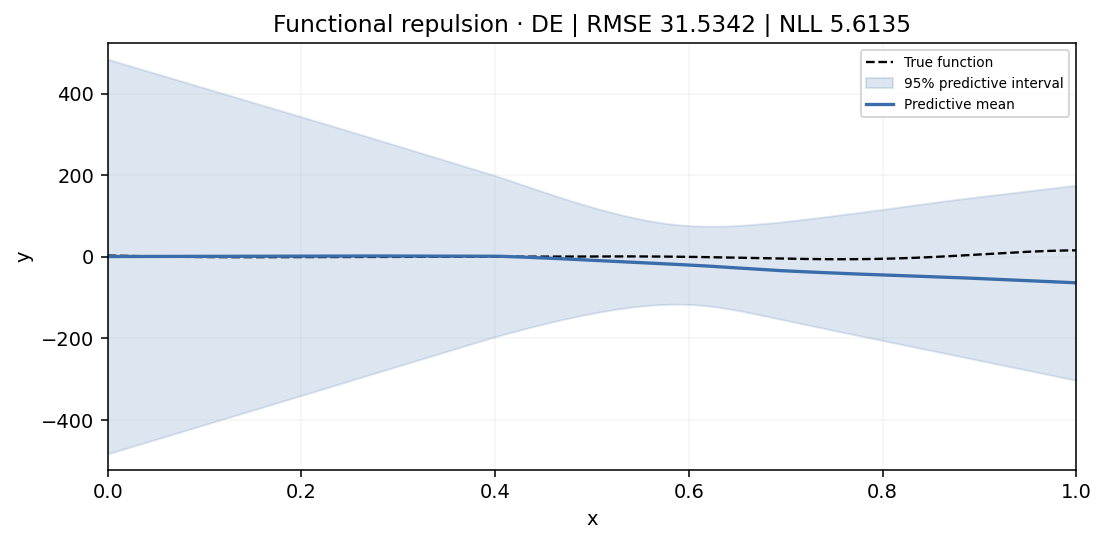 Functional repulsion · DE | RMSE 31.5342 | NLL 5.6135
True function
95% predictive interval
Predictive mean
400
200
0
−200
−400
y
0.0 0.2 0.4 0.6 0.8 1.0
x